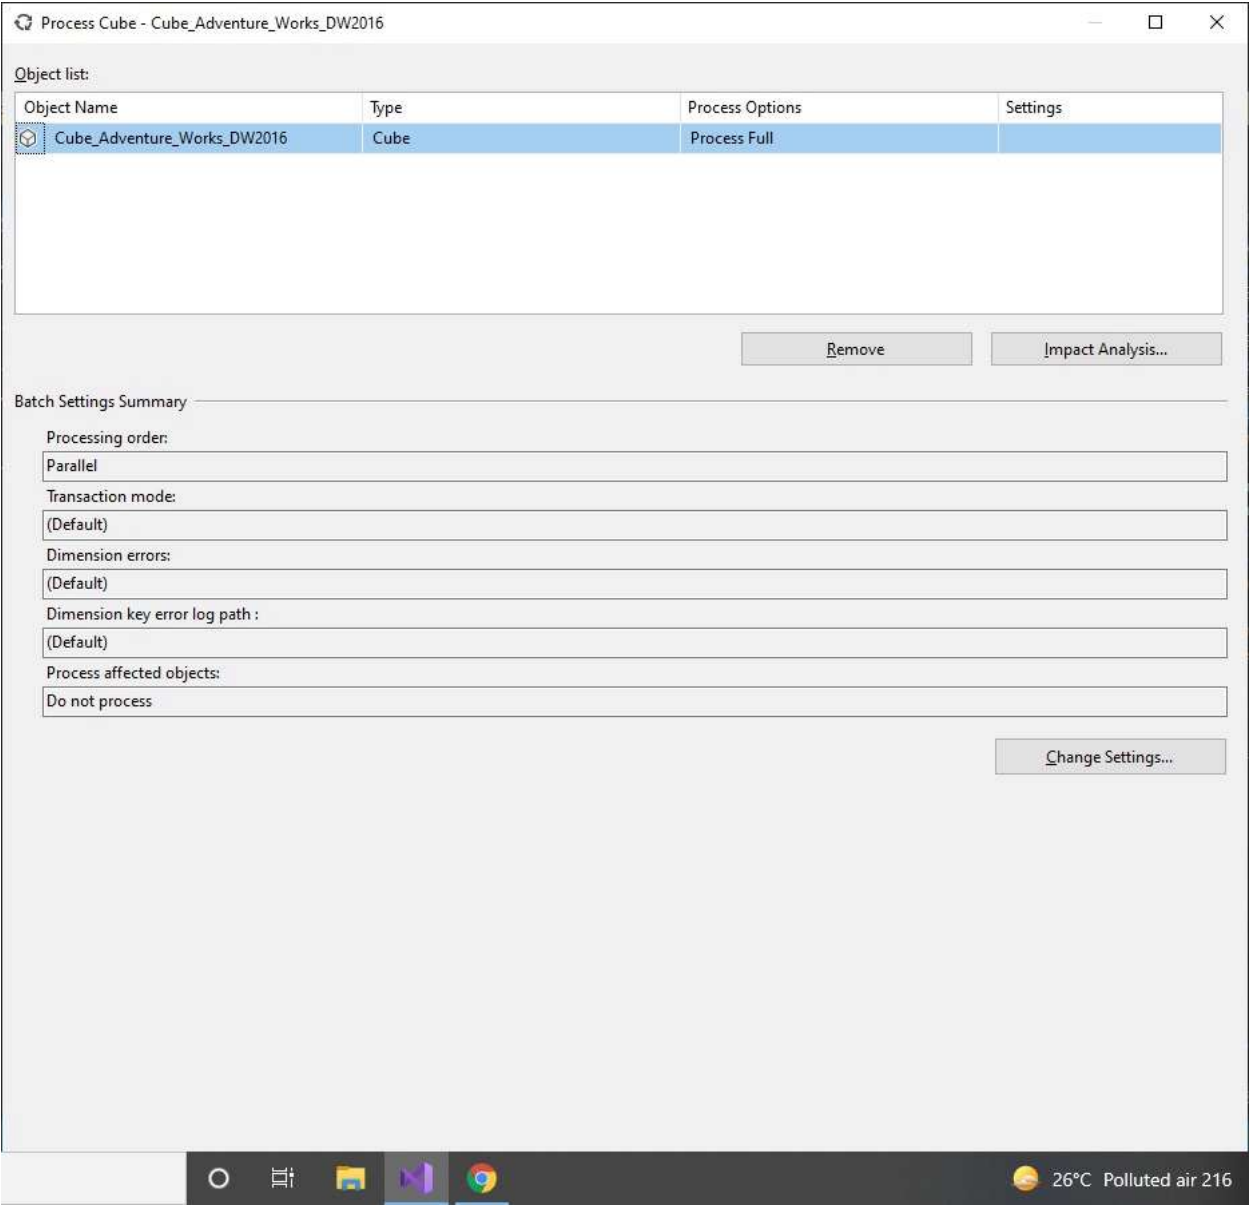 Process Cube - Cube_Adventure_Works_DW2016
Object list:
Object Name Type Process Options Settings
Cube_Adventure_Works_DW2016 Cube Process Full
Remove Impact Analysis...
Batch Settings Summary
Processing order:
Parallel
Transaction mode:
(Default)
Dimension errors:
(Default)
Dimension key error log path :
(Default)
Process affected objects:
Do not process
Change Settings...
26°C Polluted air 216